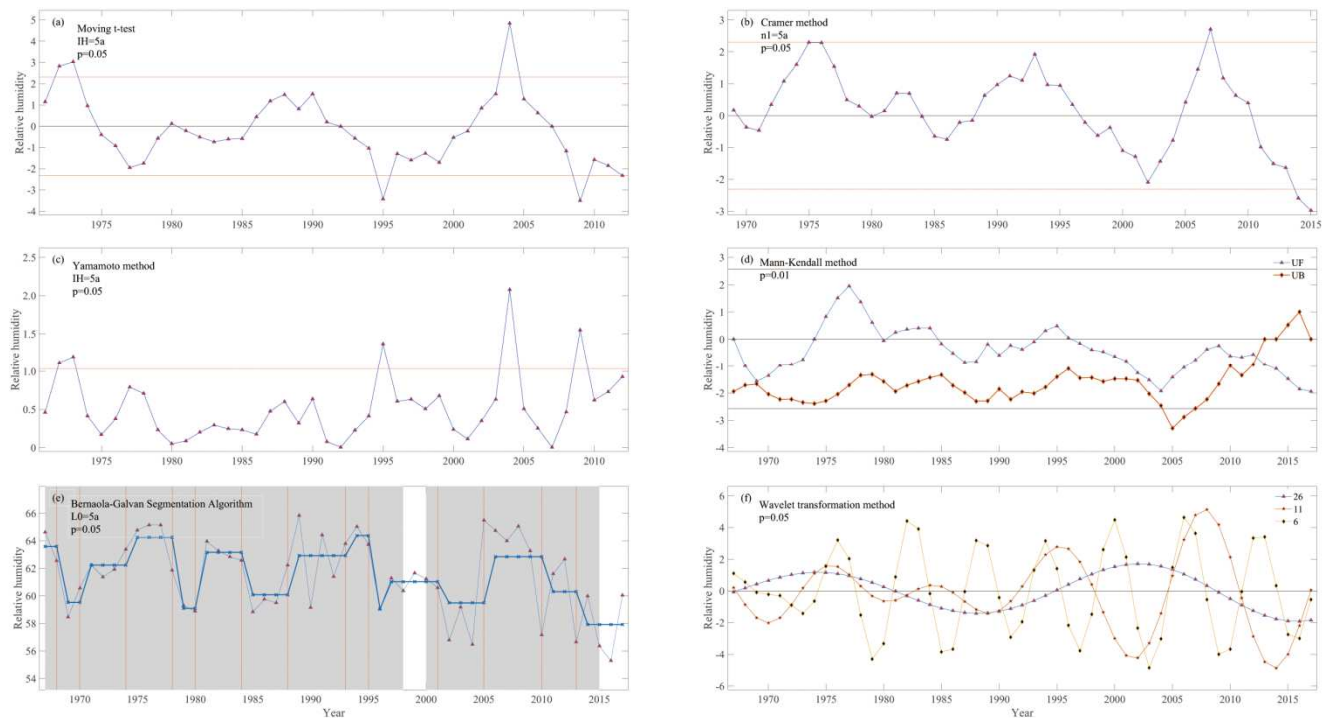 (a)
Moving t-test
IH=5a
p=0.05
Relative humidity
5
4
3
2
1
0
-1
-2
-3
-4
1975 1980 1985 1990 1995 2000 2005 2010
(b)
Cramer method
n1=5a
p=0.05
Relative humidity
3
2
1
0
-1
-2
-3
1970 1975 1980 1985 1990 1995 2000 2005 2010 2015
(c)
Yamamoto method
IH=5a
p=0.05
Relative humidity
2.5
2.0
1.5
1.0
0.5
0
1975 1980 1985 1990 1995 2000 2005 2010
(d)
Mann-Kendall method
p=0.01
UF
UB
Relative humidity
3
2
1
0
-1
-2
-3
-4
1970 1975 1980 1985 1990 1995 2000 2005 2010 2015
(e)
Bernaola-Galvan Segmentation Algorithm
L0=5a
p=0.05
Relative humidity
66
64
62
60
58
56
54
1970 1975 1980 1985 1990 1995 2000 2005 2010 2015
Year
(f)
Wavelet transformation method
p=0.05
26
11
6
Relative humidity
6
4
2
0
-2
-4
-6
1970 1975 1980 1985 1990 1995 2000 2005 2010 2015
Year